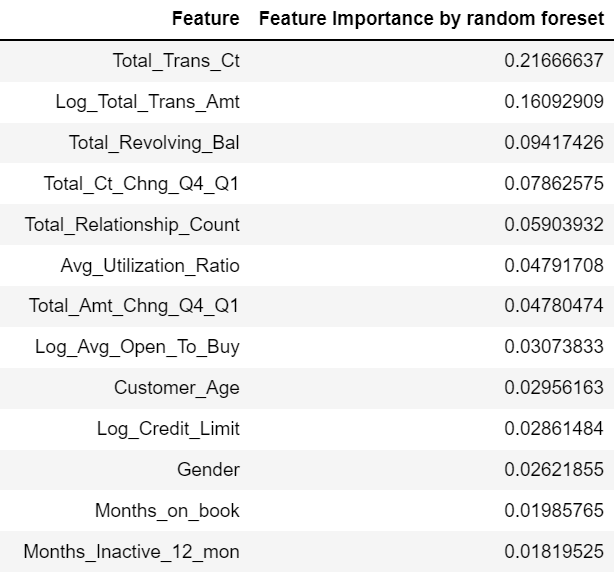 Feature Feature Importance by random foreset
Total_Trans_Ct 0.21666637
Log_Total_Trans_Amt 0.16092909
Total_Revolving_Bal 0.09417426
Total_Ct_Chng_Q4_Q1 0.07862575
Total_Relationship_Count 0.05903932
Avg_Utilization_Ratio 0.04791708
Total_Amt_Chng_Q4_Q1 0.04780474
Log_Avg_Open_To_Buy 0.03073833
Customer_Age 0.02956163
Log_Credit_Limit 0.02861484
Gender 0.02621855
Months_on_book 0.01985765
Months_Inactive_12_mon 0.01819525